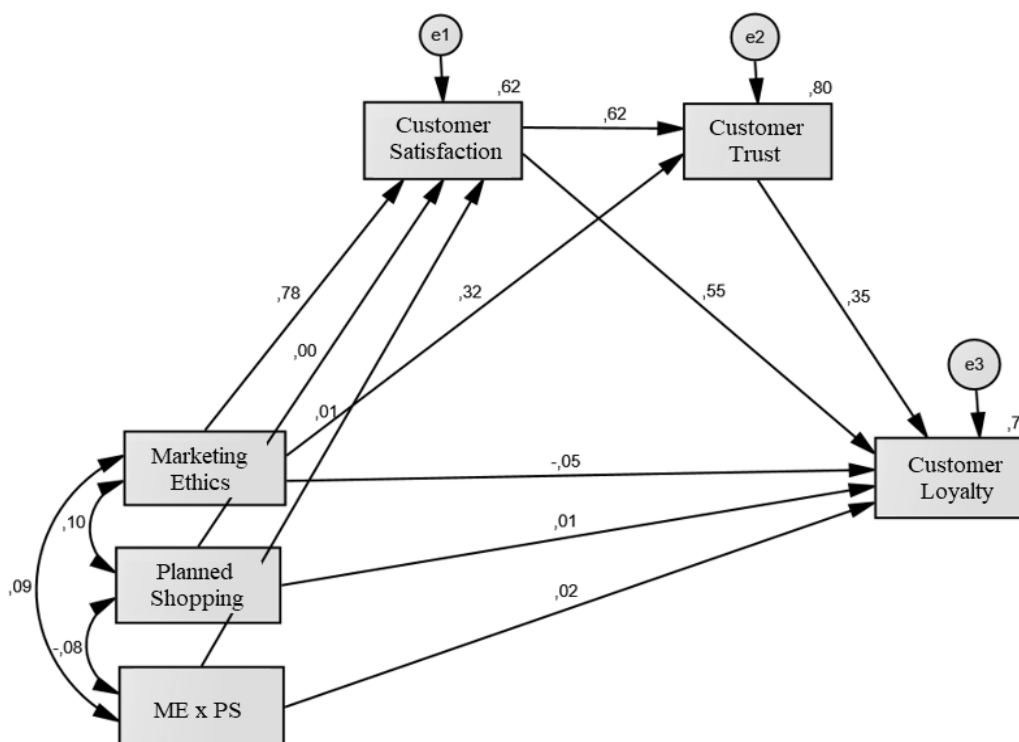 e1
e2
,62
,80
Customer
Satisfaction
,62
Customer
Trust
,78
,32
,55
,35
,00
e3
,01
,7
Marketing
Ethics
-,05
Customer
Loyalty
,10
,01
Planned
Shopping
,09
,02
-,08
ME x PS